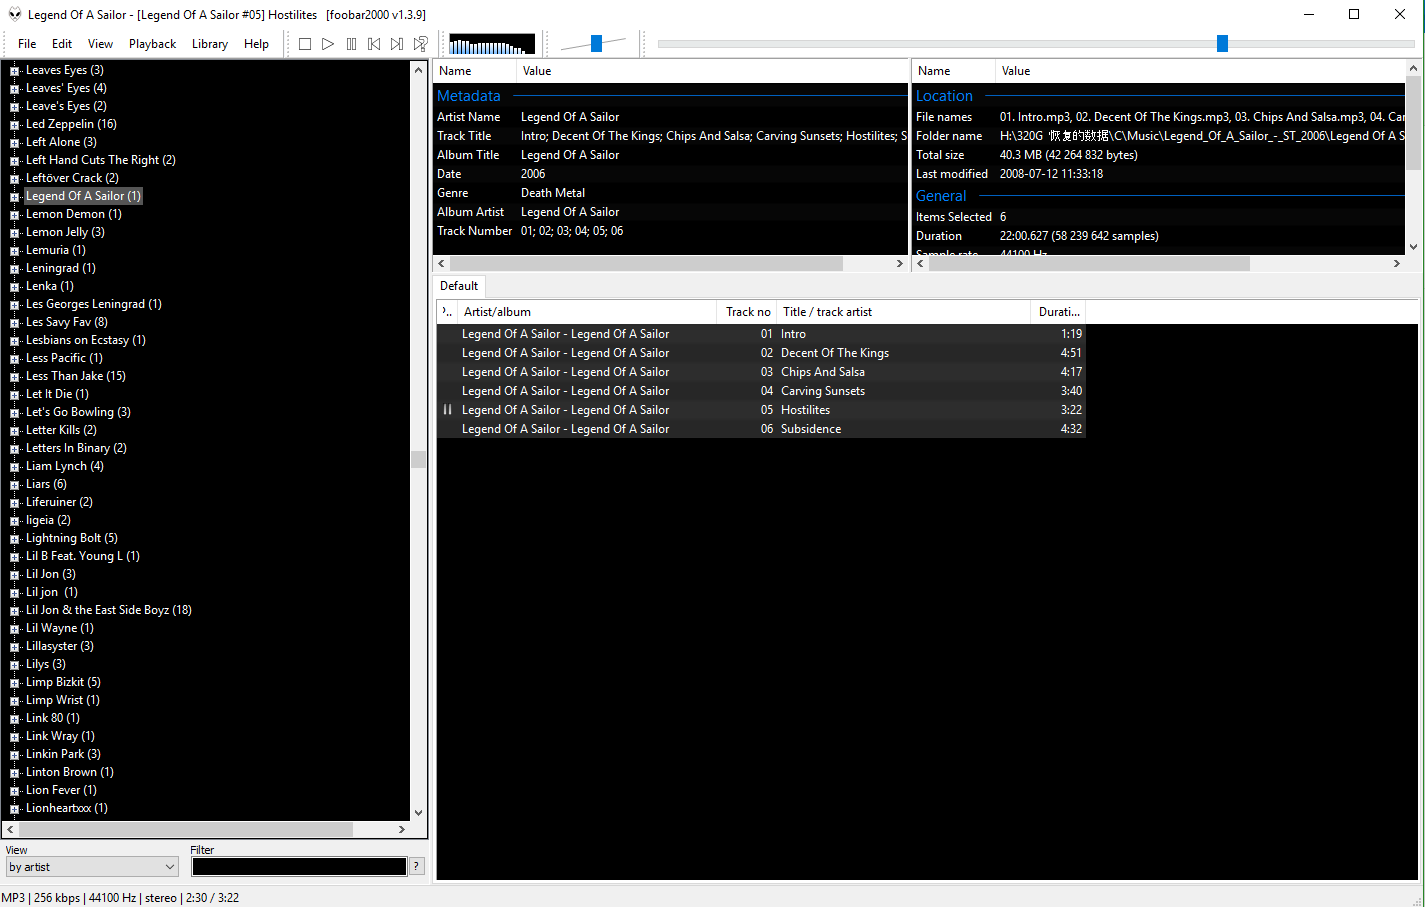 Legend Of A Sailor - [Legend Of A Sailor #05] Hostilites   [foobar2000 v1.3.9]
File Edit View Playback Library Help
Leaves Eyes (3)
Leaves' Eyes (4)
Leave's Eyes (2)
Led Zeppelin (16)
Left Alone (3)
Left Hand Cuts The Right (2)
Leftöver Crack (2)
Legend Of A Sailor (1)
Lemon Demon (1)
Lemon Jelly (3)
Lemuria (1)
Leningrad (1)
Lenka (1)
Les Georges Leningrad (1)
Les Savy Fav (8)
Lesbians on Ecstasy (1)
Less Pacific (1)
Less Than Jake (15)
Let It Die (1)
Let's Go Bowling (3)
Letter Kills (2)
Letters In Binary (2)
Liam Lynch (4)
Liars (6)
Liferuiner (2)
ligeia (2)
Lightning Bolt (5)
Lil B Feat. Young L (1)
Lil Jon (3)
Lil jon  (1)
Lil Jon & the East Side Boyz (18)
Lil Wayne (1)
Lillasyster (3)
Lilys (3)
Limp Bizkit (5)
Limp Wrist (1)
Link 80 (1)
Link Wray (1)
Linkin Park (3)
Linton Brown (1)
Lion Fever (1)
Lionheartxxx (1)
View
by artist
Filter
?
Name Value
Metadata
Artist Name Legend Of A Sailor
Track Title Intro; Decent Of The Kings; Chips And Salsa; Carving Sunsets; Hostilites; S
Album Title Legend Of A Sailor
Date 2006
Genre Death Metal
Album Artist Legend Of A Sailor
Track Number 01; 02; 03; 04; 05; 06
Name Value
Location
File names 01. Intro.mp3, 02. Decent Of The Kings.mp3, 03. Chips And Salsa.mp3, 04. Car
Folder name H:\320G 恢复的数据\C\Music\Legend_Of_A_Sailor_-_ST_2006\Legend Of A S
Total size 40.3 MB (42 264 832 bytes)
Last modified 2008-07-12 11:33:18
General
Items Selected 6
Duration 22:00.627 (58 239 642 samples)
Sample rate 44100 Hz
Default
Artist/album Track no Title / track artist Durati...
Legend Of A Sailor - Legend Of A Sailor 01 Intro 1:19
Legend Of A Sailor - Legend Of A Sailor 02 Decent Of The Kings 4:51
Legend Of A Sailor - Legend Of A Sailor 03 Chips And Salsa 4:17
Legend Of A Sailor - Legend Of A Sailor 04 Carving Sunsets 3:40
Legend Of A Sailor - Legend Of A Sailor 05 Hostilites 3:22
Legend Of A Sailor - Legend Of A Sailor 06 Subsidence 4:32
MP3 | 256 kbps | 44100 Hz | stereo | 2:30 / 3:22